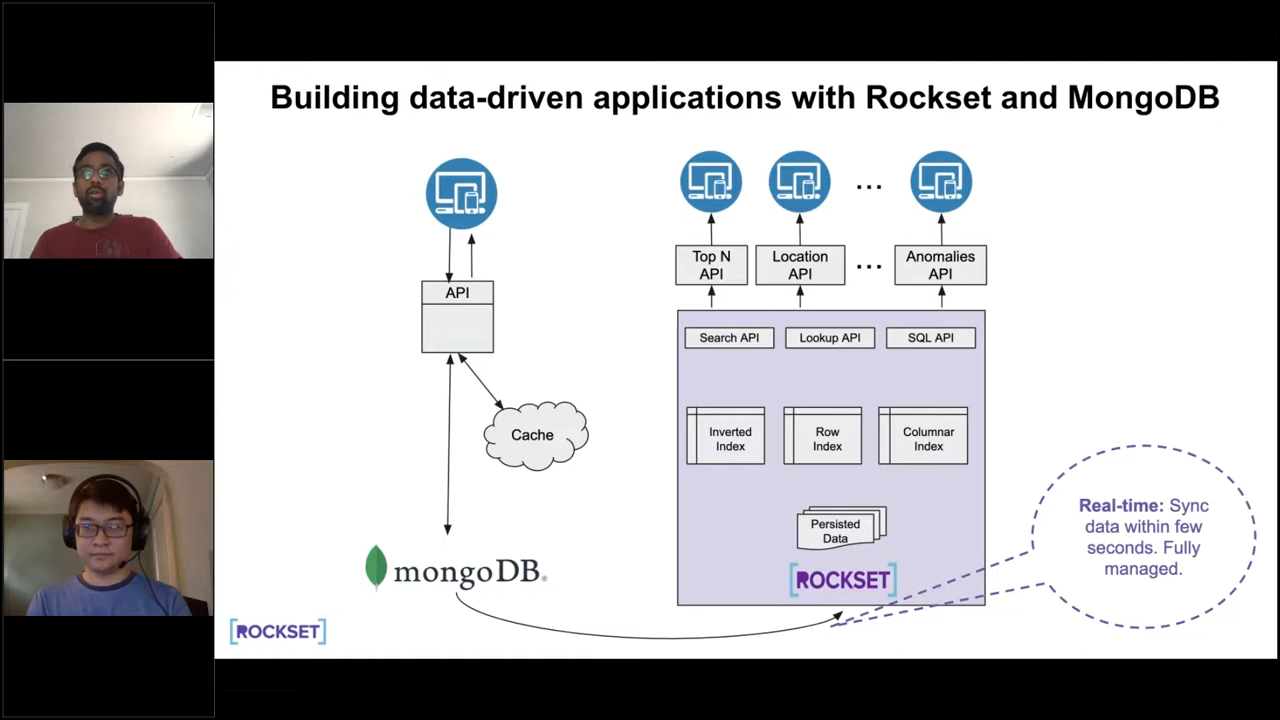 Building data-driven applications with Rockset and MongoDB
API
Cache
mongoDB®
Top N
API
Location
API
...
Anomalies
API
...
Search API
Lookup API
SQL API
Inverted
Index
Row
Index
Columnar
Index
Persisted
Data
[ROCKSET]
Real-time: Sync
data within few
seconds. Fully
managed.
[ROCKSET]